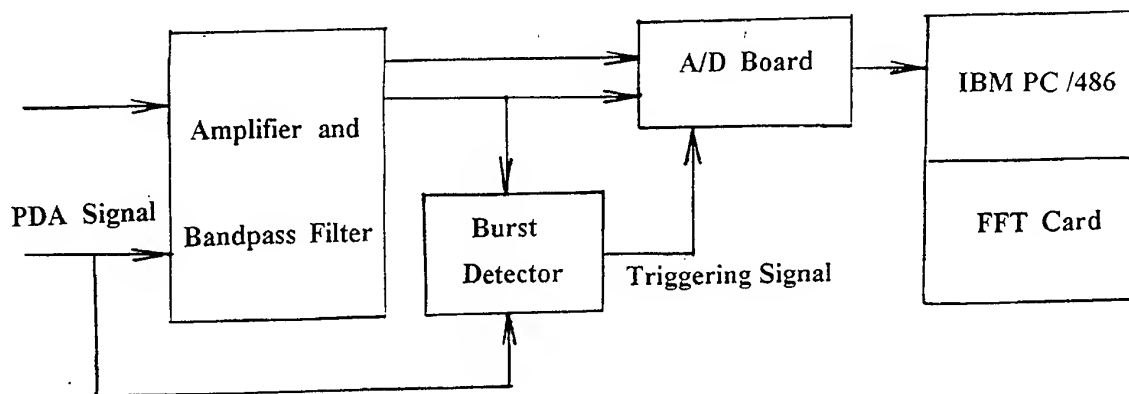 A/D Board
IBM PC /486
Amplifier and
PDA Signal
Bandpass Filter
Burst
Detector
FFT Card
Triggering Signal